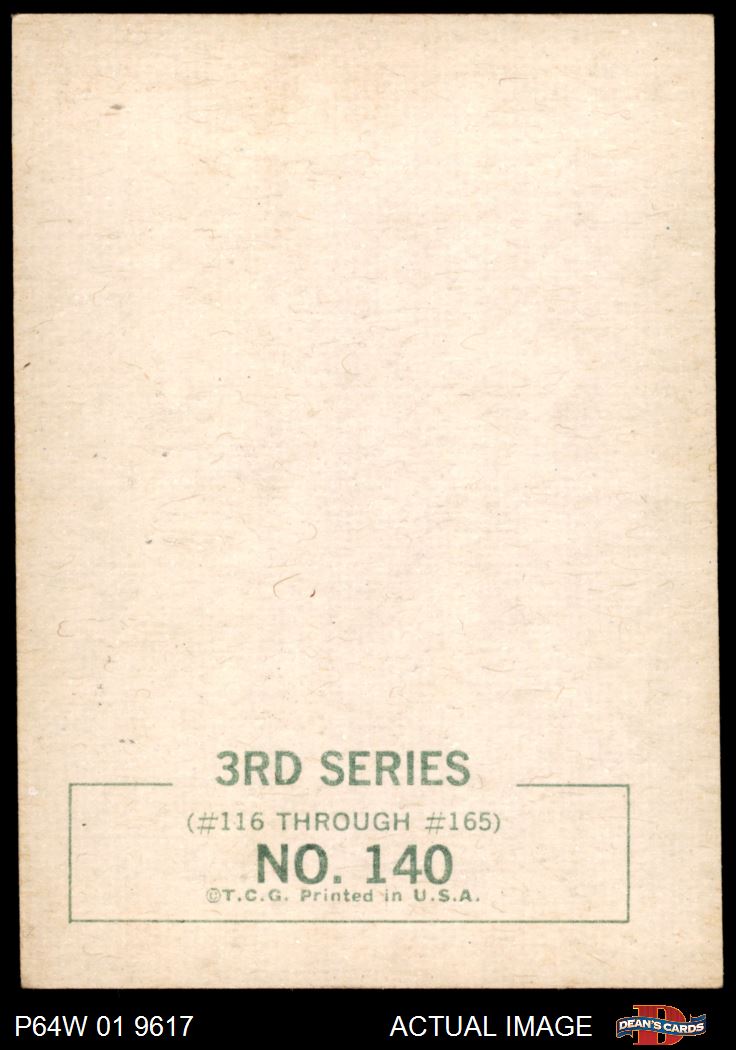 3RD SERIES
(#116 THROUGH #165)
NO. 140
©T.C.G. Printed in U.S.A.
P64W 01 9617
ACTUAL IMAGE
D
DEAN'S CARDS